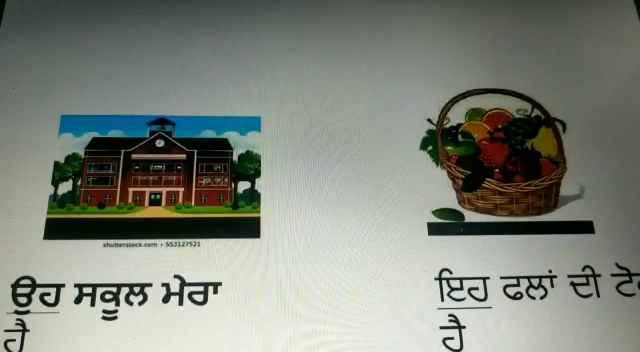 shutterstock.com • 553127521
ਉਹ ਸਕੂਲ ਮੇਰਾ
ਹੈ
ਇਹ ਫਲਾਂ ਦੀ
ਹੈ